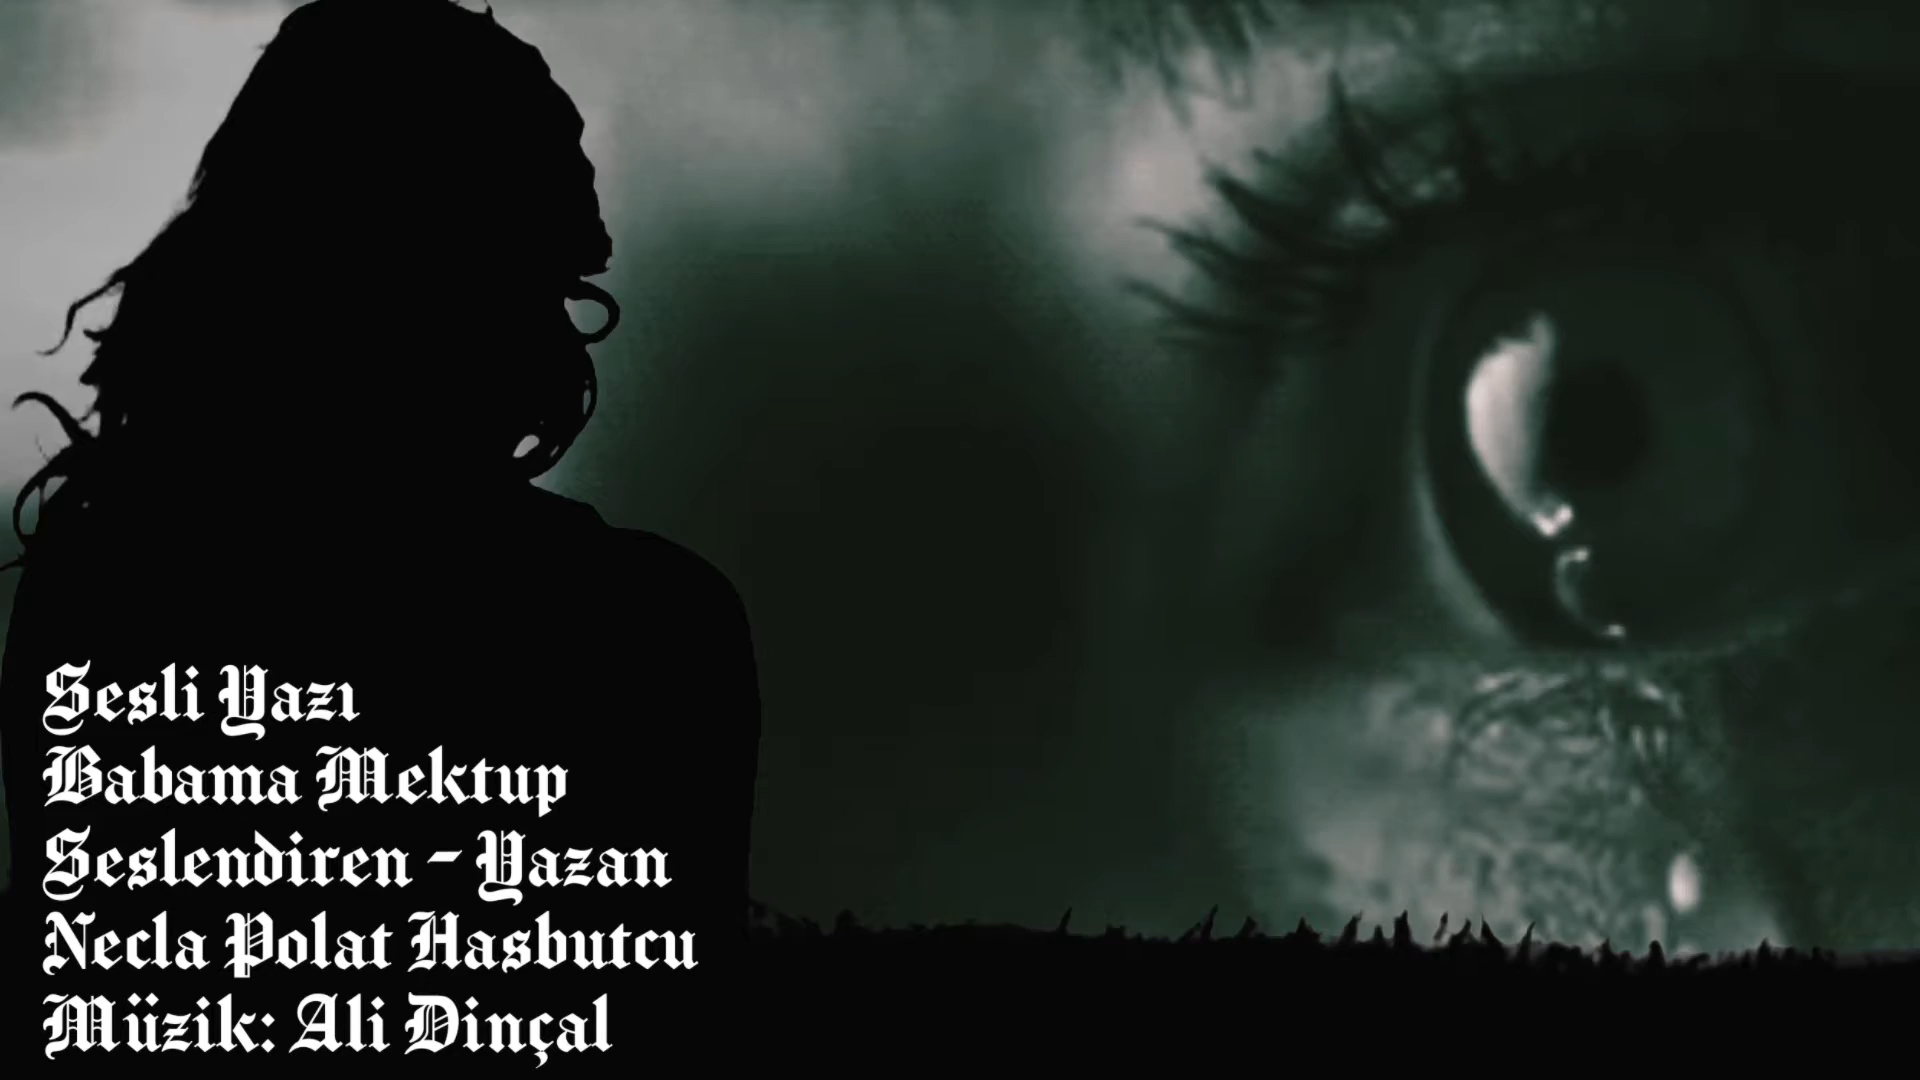 Sesli Yazı
Babama Mektup
Seslendiren - Yazan
Necla Polat Hasbutcu
Müzik: Ali Dinçal